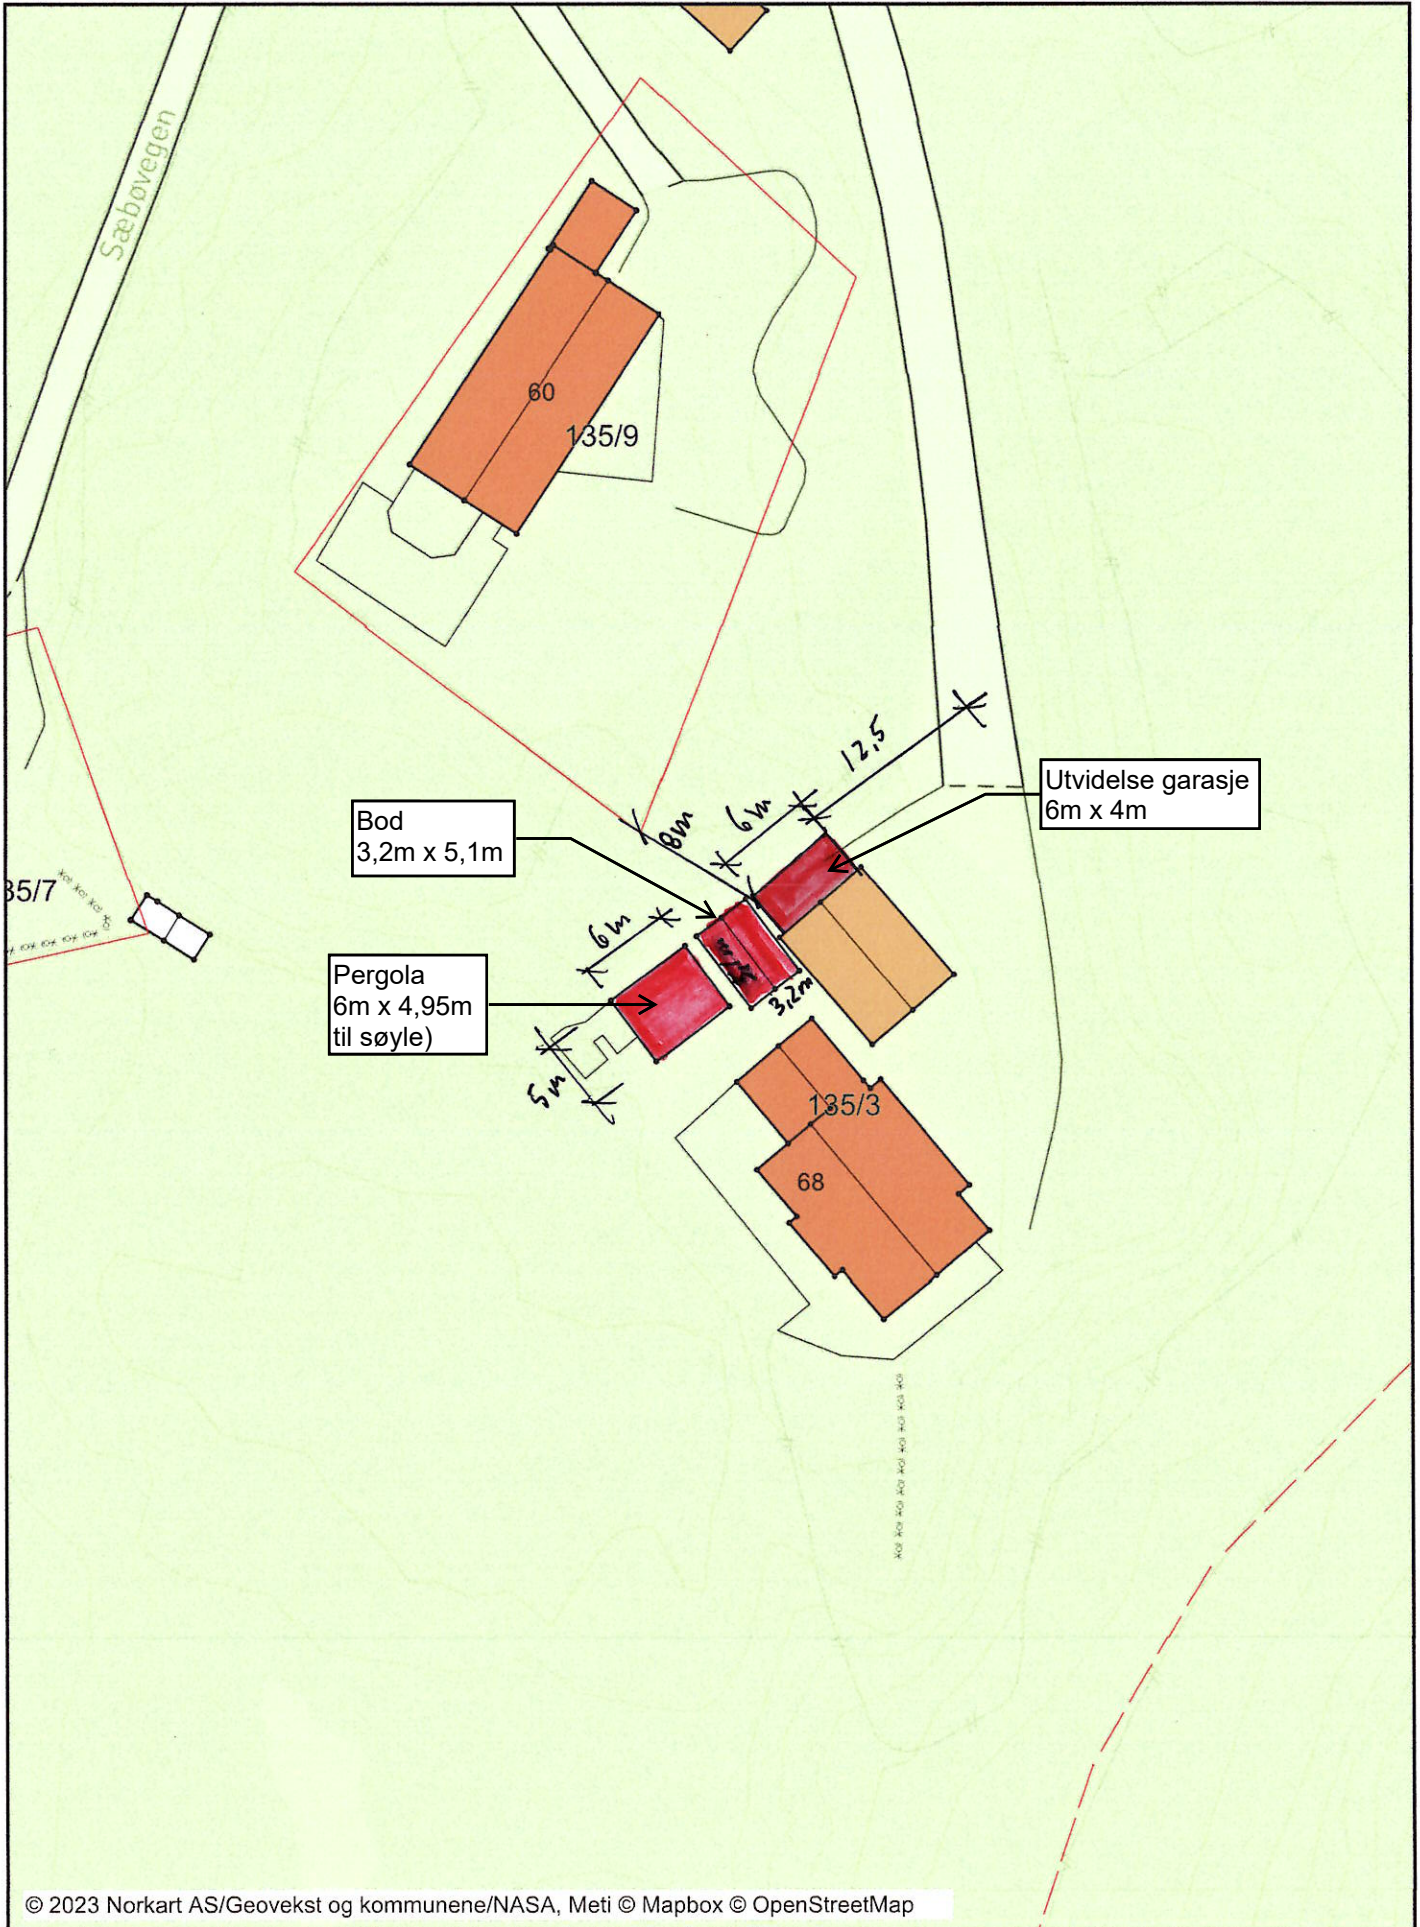 Sæbøvegen
60
135/9
12,5
Utvidelse garasje
6m x 4m
6m
8m
Bod
3,2m x 5,1m
35/7
6m
3,2m
Pergola
6m x 4,95m
til søyle)
5m
135/3
68
© 2023 Norkart AS/Geovekst og kommunene/NASA, Meti © Mapbox © OpenStreetMap